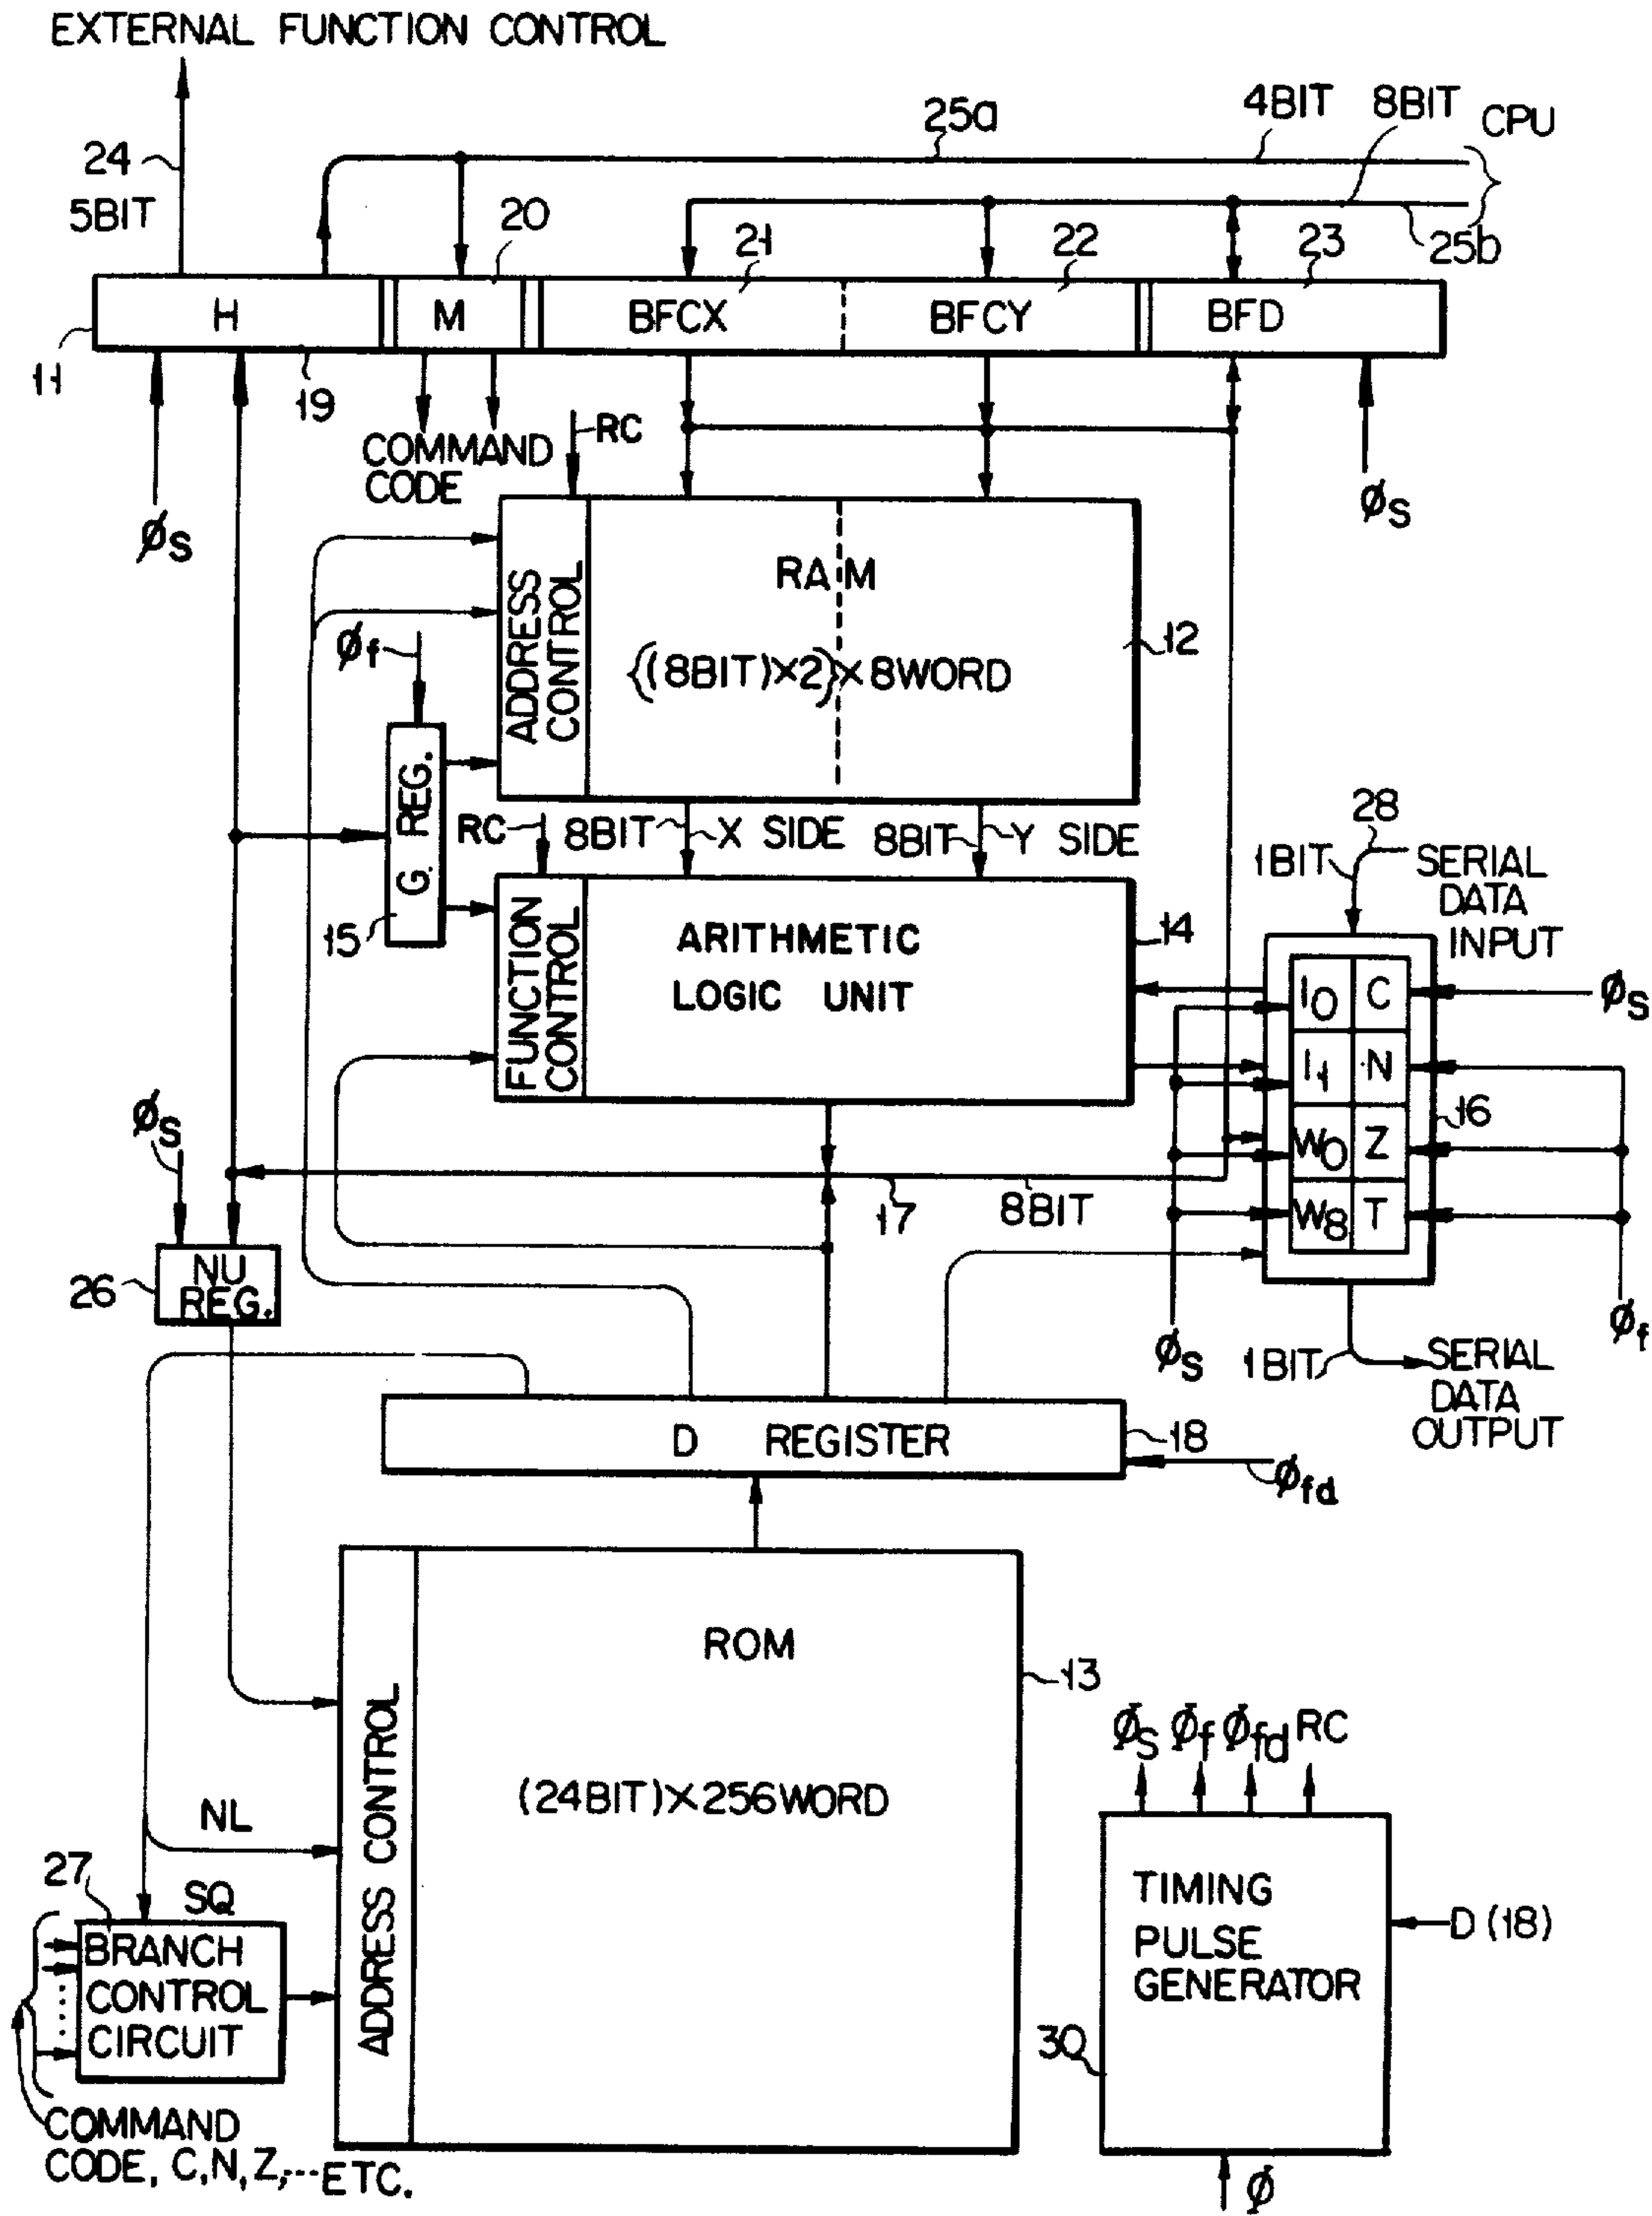 EXTERNAL FUNCTION CONTROL
24
5BIT
25a
4BIT
8BIT
CPU
20
21
22
23
25b
H
M
BFCX
BFCY
BFD
11
19
COMMAND
CODE
RC
øS
øS
ADDRESS
CONTROL
RAM
{(8BIT)×2}×8WORD
12
øf
G. REG.
15
RC
8BIT
X SIDE
8BIT
Y SIDE
28
1BIT
SERIAL
DATA
INPUT
FUNCTION
CONTROL
ARITHMETIC
LOGIC UNIT
14
I0 C
I1 N
W0 Z
W8 T
øS
16
øS
17
8BIT
NU
REG.
26
øS
øf
1BIT
SERIAL
DATA
OUTPUT
D REGISTER
18
øfd
ADDRESS CONTROL
ROM
(24BIT)×256WORD
13
NL
27
SQ
BRANCH
CONTROL
CIRCUIT
COMMAND
CODE, C,N,Z,---ETC.
øS øf øfd RC
TIMING
PULSE
GENERATOR
D (18)
30
ø